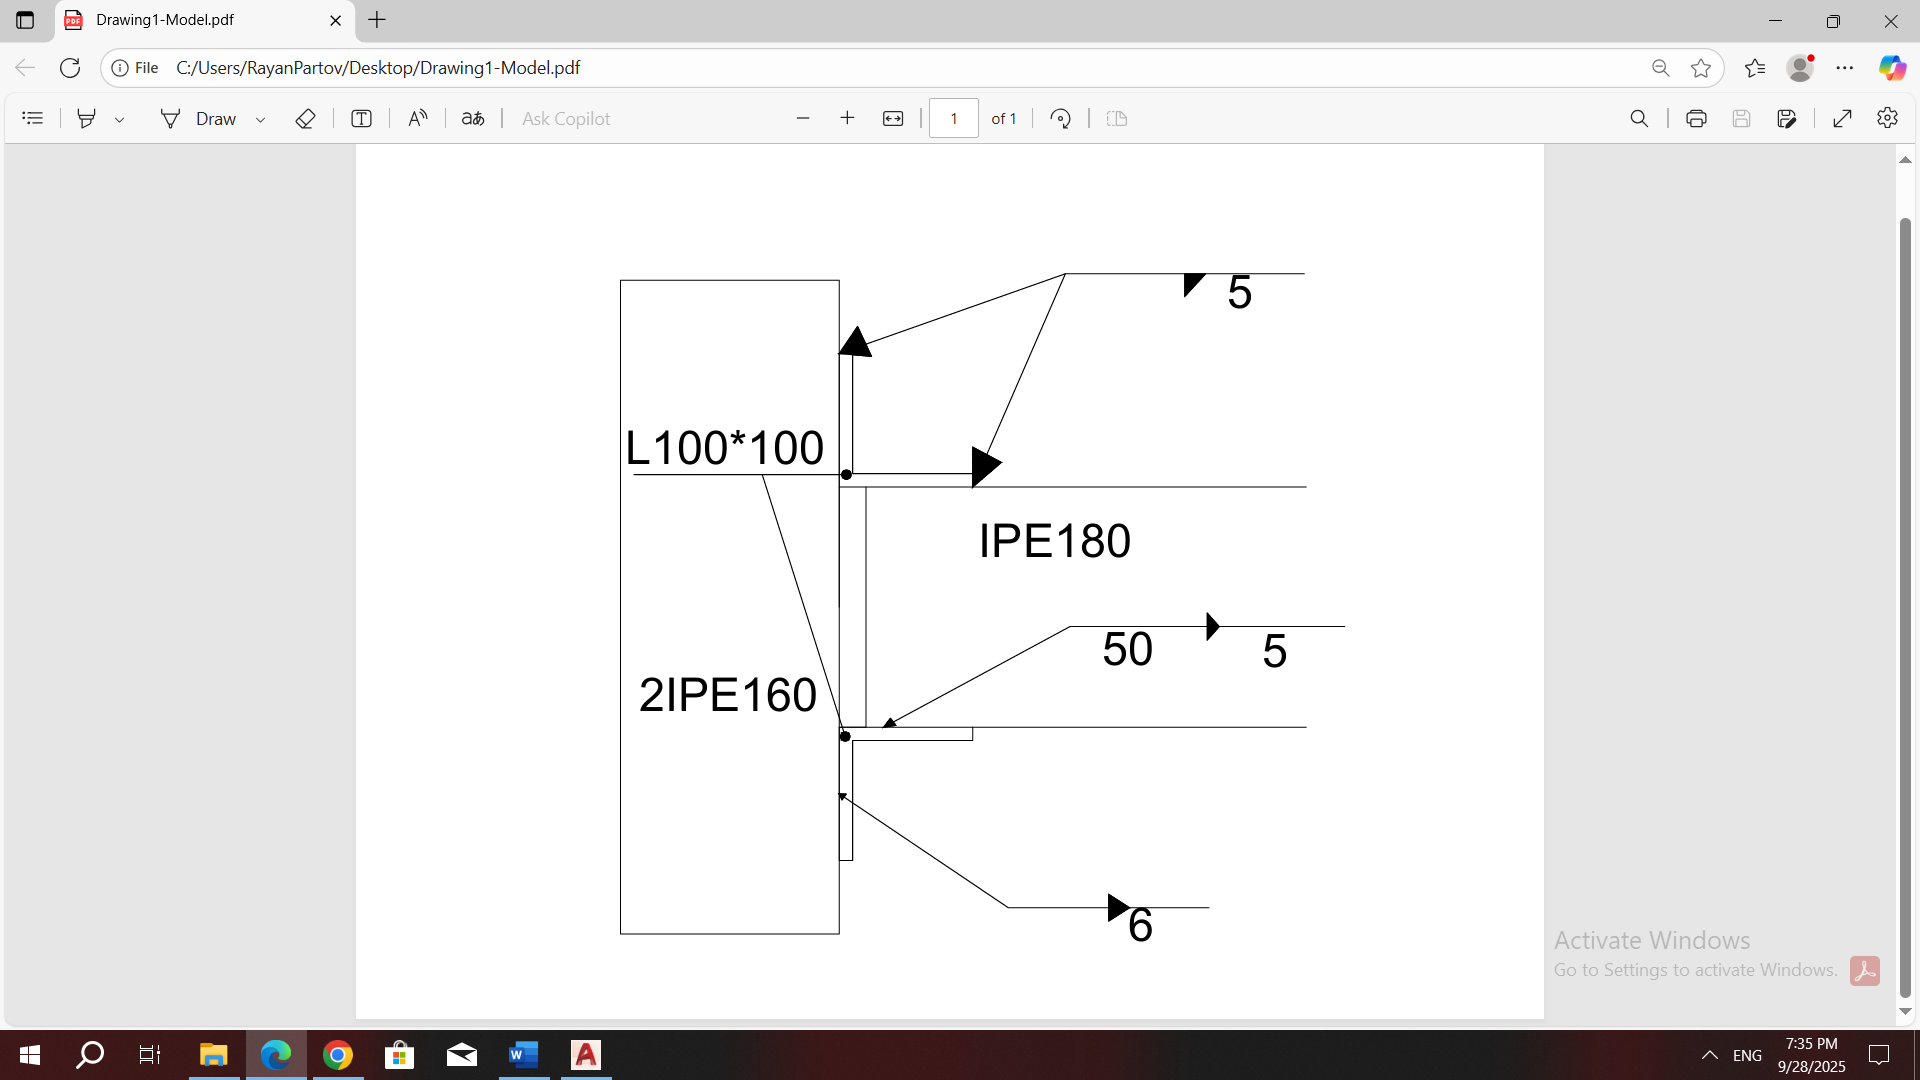 Drawing1-Model.pdf
File C:/Users/RayanPartov/Desktop/Drawing1-Model.pdf
Draw
aあ
Ask Copilot
1 of 1
5
L100*100
IPE180
50 5
2IPE160
6
Activate Windows
Go to Settings to activate Windows.
7:35 PM
ENG
9/28/2025